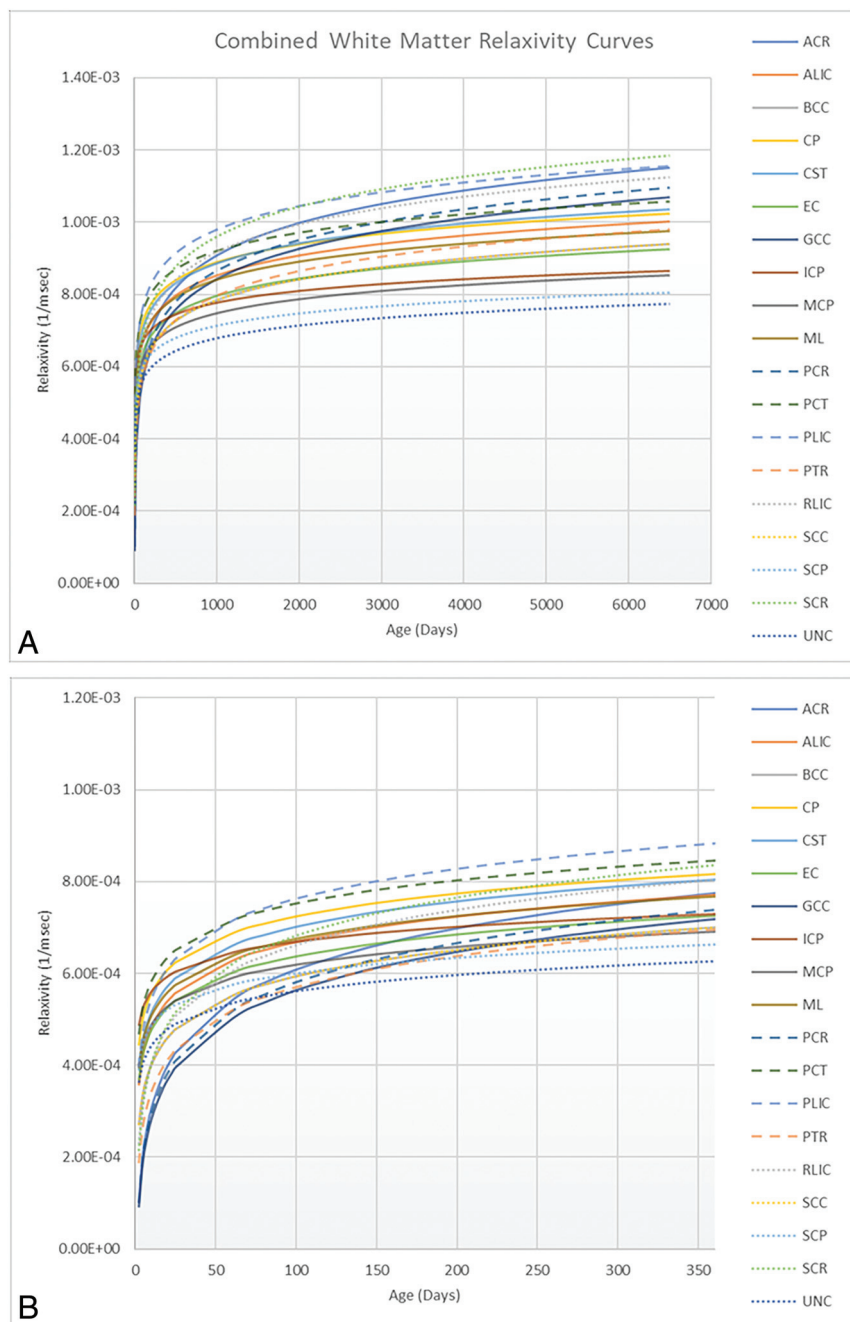 Combined White Matter Relaxivity Curves
1.40E-03
1.20E-03
1.00E-03
8.00E-04
6.00E-04
4.00E-04
2.00E-04
0.00E+00
Relaxivity (1/msec)
0 1000 2000 3000 4000 5000 6000 7000
Age (Days)
ACR
ALIC
BCC
CP
CST
EC
GCC
ICP
MCP
ML
PCR
PCT
PLIC
PTR
RLIC
SCC
SCP
SCR
UNC
A
1.20E-03
1.00E-03
8.00E-04
6.00E-04
4.00E-04
2.00E-04
0.00E+00
Relaxivity (1/msec)
0 50 100 150 200 250 300 350
Age (Days)
ACR
ALIC
BCC
CP
CST
EC
GCC
ICP
MCP
ML
PCR
PCT
PLIC
PTR
RLIC
SCC
SCP
SCR
UNC
B